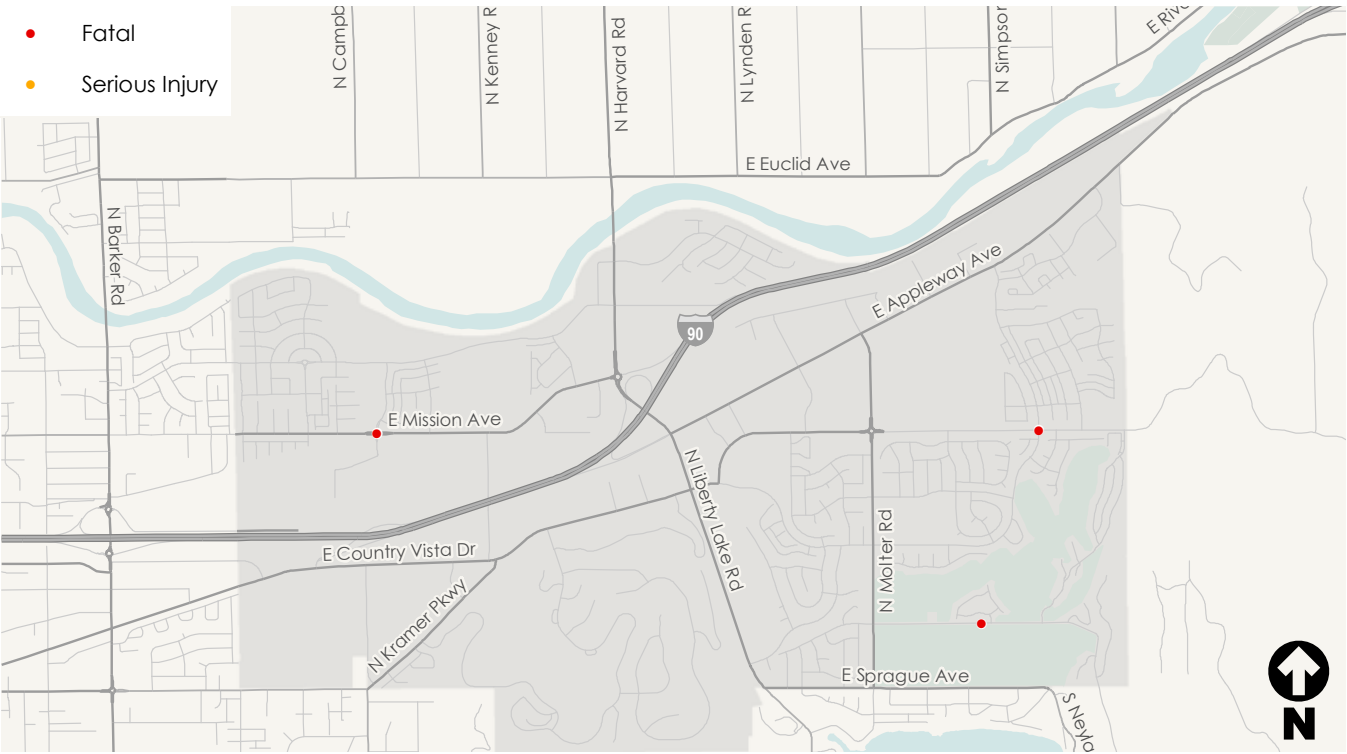 Fatal
Serious Injury
N Campb
N Kenney R
N Harvard Rd
N Lynden R
N Simpson
E Rive
E Euclid Ave
N Barker Rd
E Appleway Ave
90
E Mission Ave
N Liberty Lake Rd
E Country Vista Dr
N Molter Rd
N Kramer Pkwy
E Sprague Ave
S Neyla
N